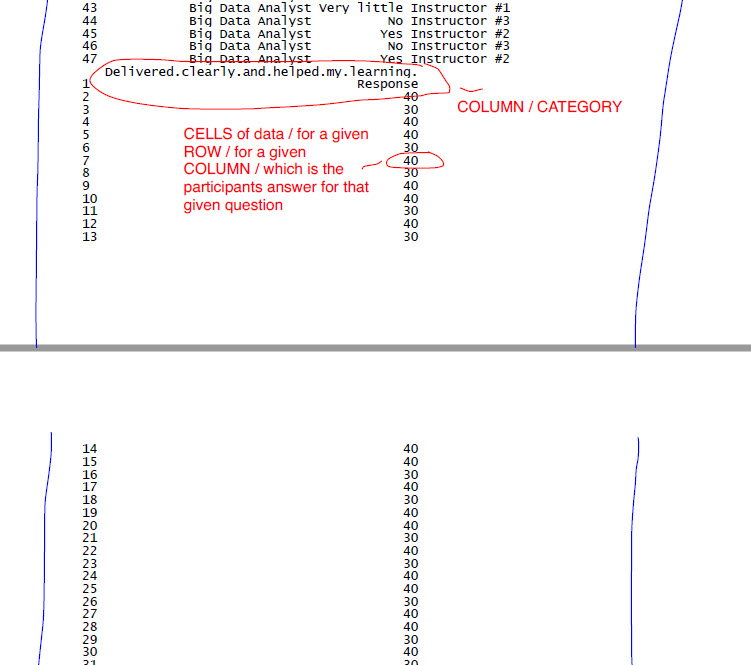 43 Big Data Analyst Very little Instructor #1
44 Big Data Analyst No Instructor #3
45 Big Data Analyst Yes Instructor #2
46 Big Data Analyst No Instructor #3
47 Big Data Analyst Yes Instructor #2
Delivered.clearly.and.helped.my.learning.
1 Response
2 40
3 30
4 40
5 40
6 30
7 40
8 30
9 40
10 40
11 30
12 40
13 30
COLUMN / CATEGORY
CELLS of data / for a given
ROW / for a given
COLUMN / which is the
participants answer for that
given question
14 40
15 40
16 30
17 40
18 30
19 40
20 40
21 30
22 40
23 30
24 40
25 40
26 30
27 40
28 40
29 30
30 40